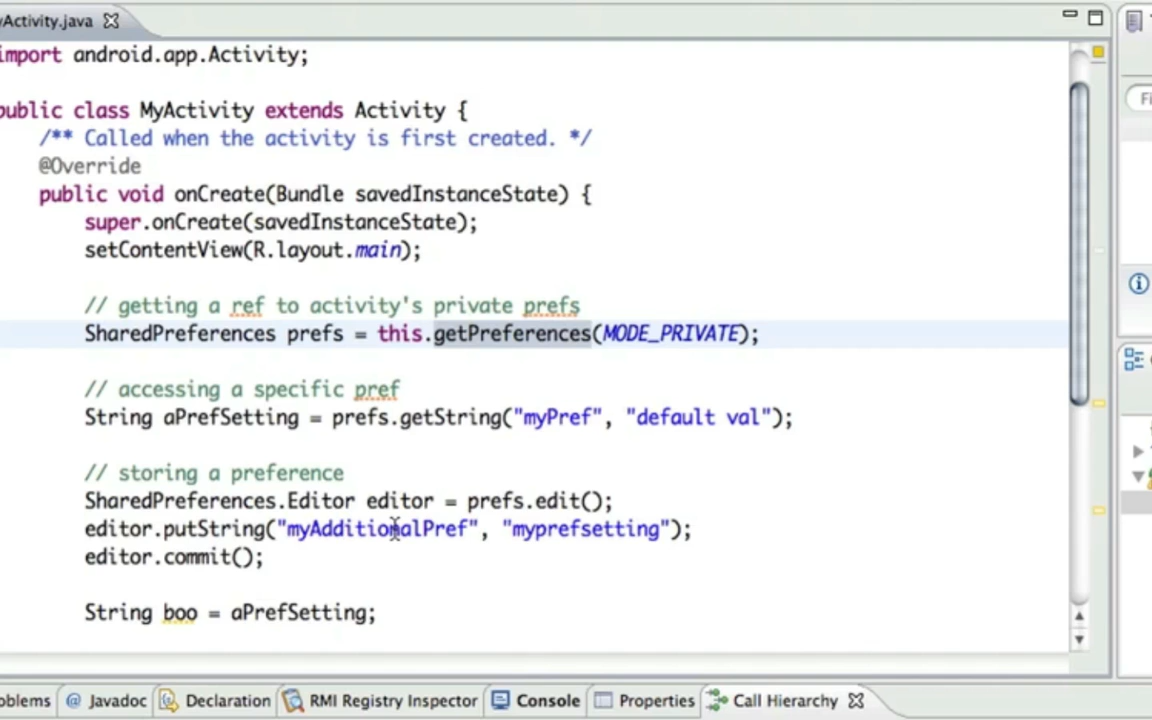 yActivity.java
import android.app.Activity;
public class MyActivity extends Activity {
/** Called when the activity is first created. */
@Override
public void onCreate(Bundle savedInstanceState) {
super.onCreate(savedInstanceState);
setContentView(R.layout.main);
// getting a ref to activity's private prefs
SharedPreferences prefs = this.getPreferences(MODE_PRIVATE);
// accessing a specific pref
String aPrefSetting = prefs.getString("myPref", "default val");
// storing a preference
SharedPreferences.Editor editor = prefs.edit();
editor.putString("myAdditionalPref", "myprefsetting");
editor.commit();
String boo = aPrefSetting;
oblems @ Javadoc Declaration RMI Registry Inspector Console Properties Call Hierarchy